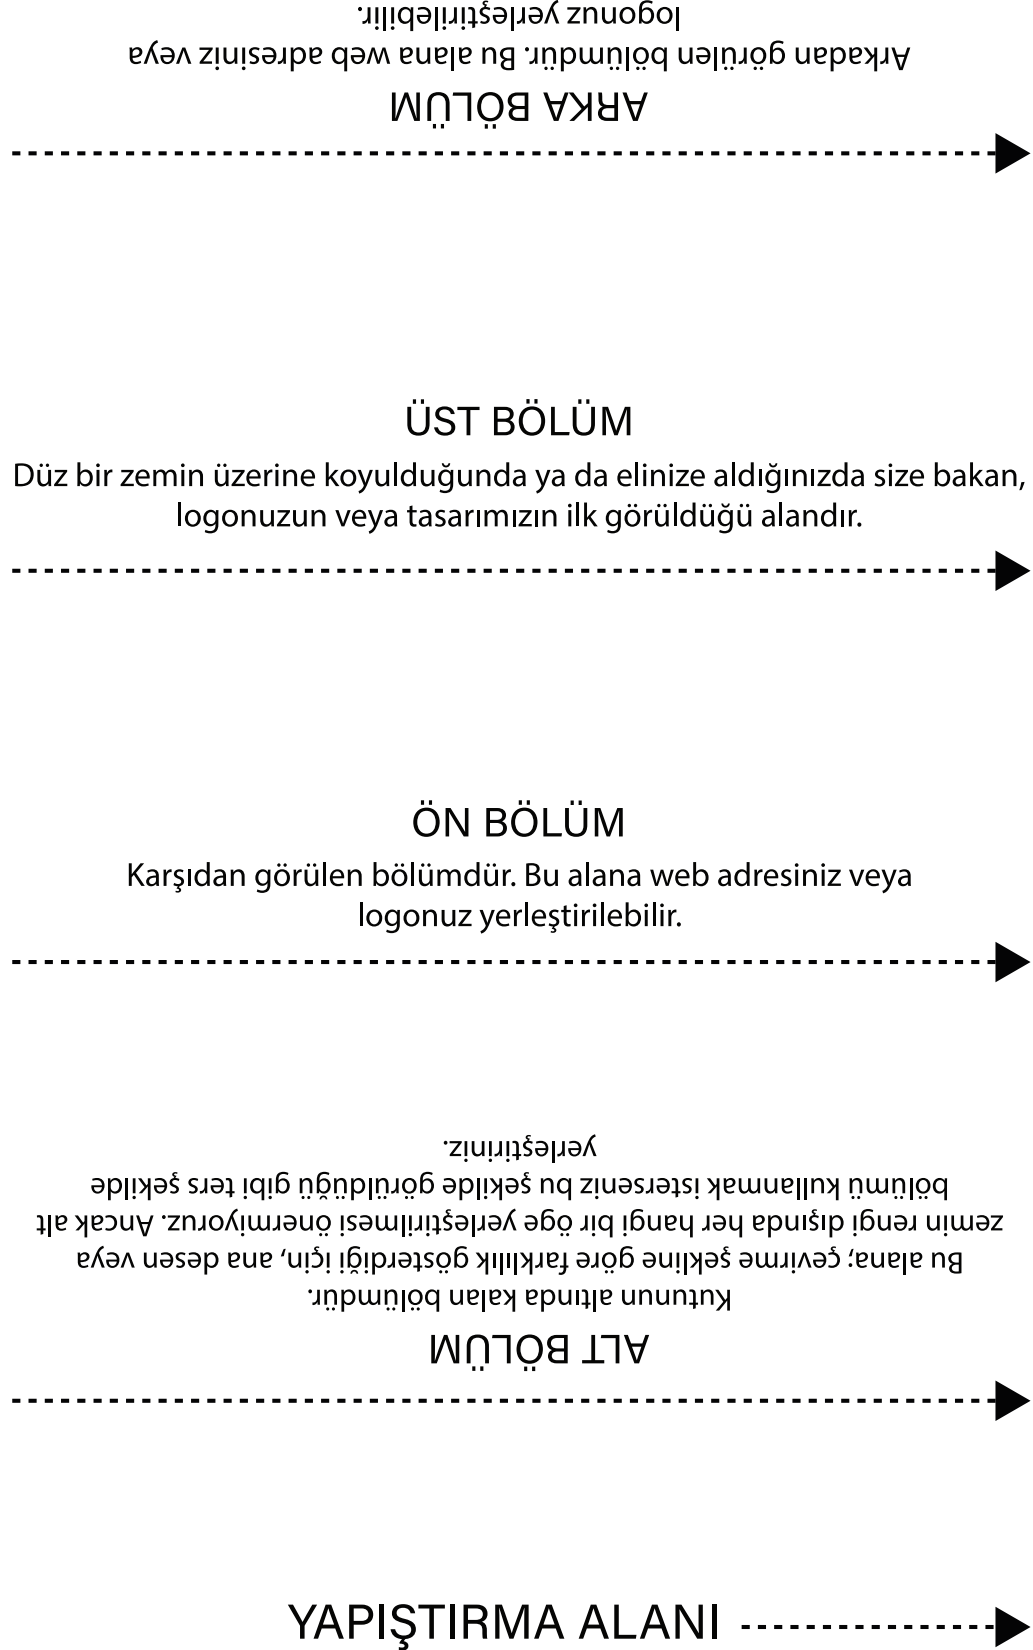 ARKA BÖLÜM
Arkadan görülen bölümdür. Bu alana web adresiniz veya
logonuz yerleştirilebilir.
ÜST BÖLÜM
Düz bir zemin üzerine koyulduğunda ya da elinize aldığınızda size bakan,
logonuzun veya tasarımızın ilk görüldüğü alandır.
ÖN BÖLÜM
Karşıdan görülen bölümdür. Bu alana web adresiniz veya
logonuz yerleştirilebilir.
ALT BÖLÜM
Kutunun altında kalan bölümdür.
Bu alana; çevirme şekline göre farklılık gösterdiği için, ana desen veya
zemin rengi dışında her hangi bir öge yerleştirilmesi önermiyoruz. Ancak alt
bölümü kullanmak isterseniz bu şekilde görüldüğü gibi ters şekilde
yerleştiriniz.
YAPIŞTIRMA ALANI